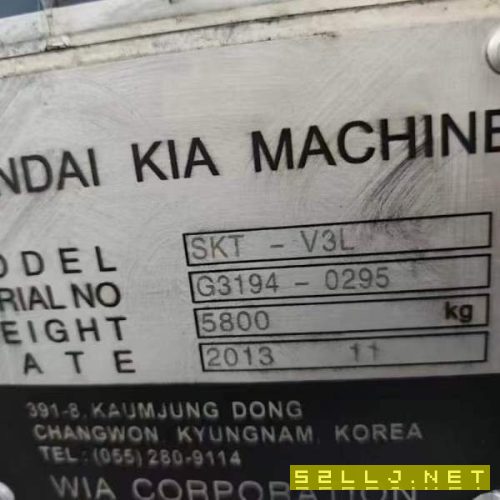 NDAI KIA MACHINE
ODEL SKT - V3L
RIAL NO G3194 - 0295
EIGHT 5800 kg
ATE 2013 11
391-8, KAUMJUNG DONG
CHANGWON, KYUNGNAM, KOREA
TEL : (055) 280-9114
WIA CORPORATION
52LLJ.NET